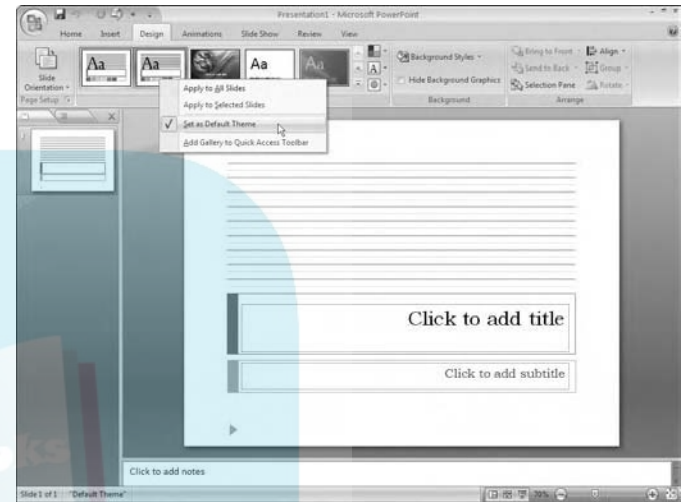 Presentation1 - Microsoft PowerPoint
Home Insert Design Animations Slide Show Review View
Aa Aa Aa Aa
Slide Orientation
Page Setup
Background Styles
Hide Background Graphics
Background
Bring to Front
Send to Back
Selection Pane
Align
Group
Rotate
Arrange
Apply to All Slides
Apply to Selected Slides
Set as Default Theme
Add Gallery to Quick Access Toolbar
Click to add title
Click to add subtitle
Click to add notes
Slide 1 of 1 "Default Theme" 70%
ks